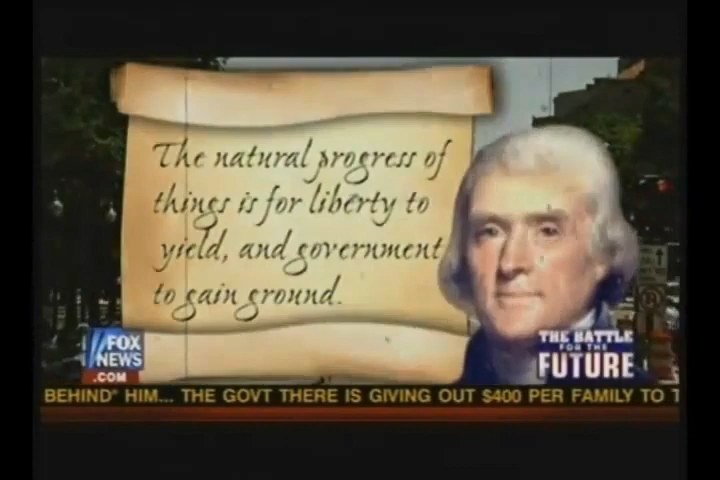 The natural progress of
things is for liberty to
yield, and government
to gain ground.
FOX
NEWS
.COM
THE BATTLE
FOR THE
FUTURE
BEHIND" HIM... THE GOVT THERE IS GIVING OUT $400 PER FAMILY TO